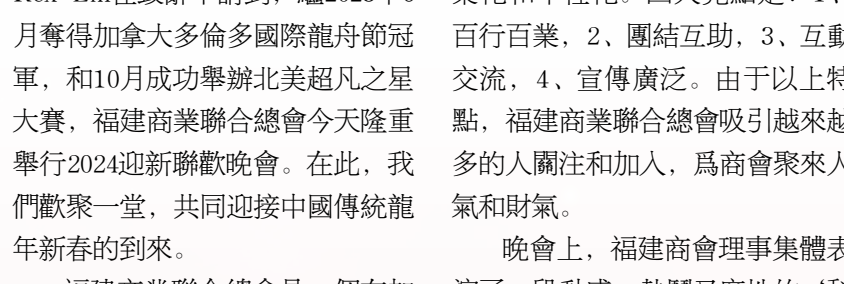 月奪得加拿大多倫多國際龍舟節冠
軍，和10月成功舉辦北美超凡之星
大賽，福建商業聯合總會今天隆重
舉行2024迎新聯歡晚會。在此，我
們歡聚一堂，共同迎接中國傳統龍
年新春的到來。
百行百業，2、團結互助，3、互動
交流，4、宣傳廣泛。由于以上特
點，福建商業聯合總會吸引越來越
多的人關注和加入，爲商會聚來人
氣和財氣。
晚會上，福建商會理事集體表